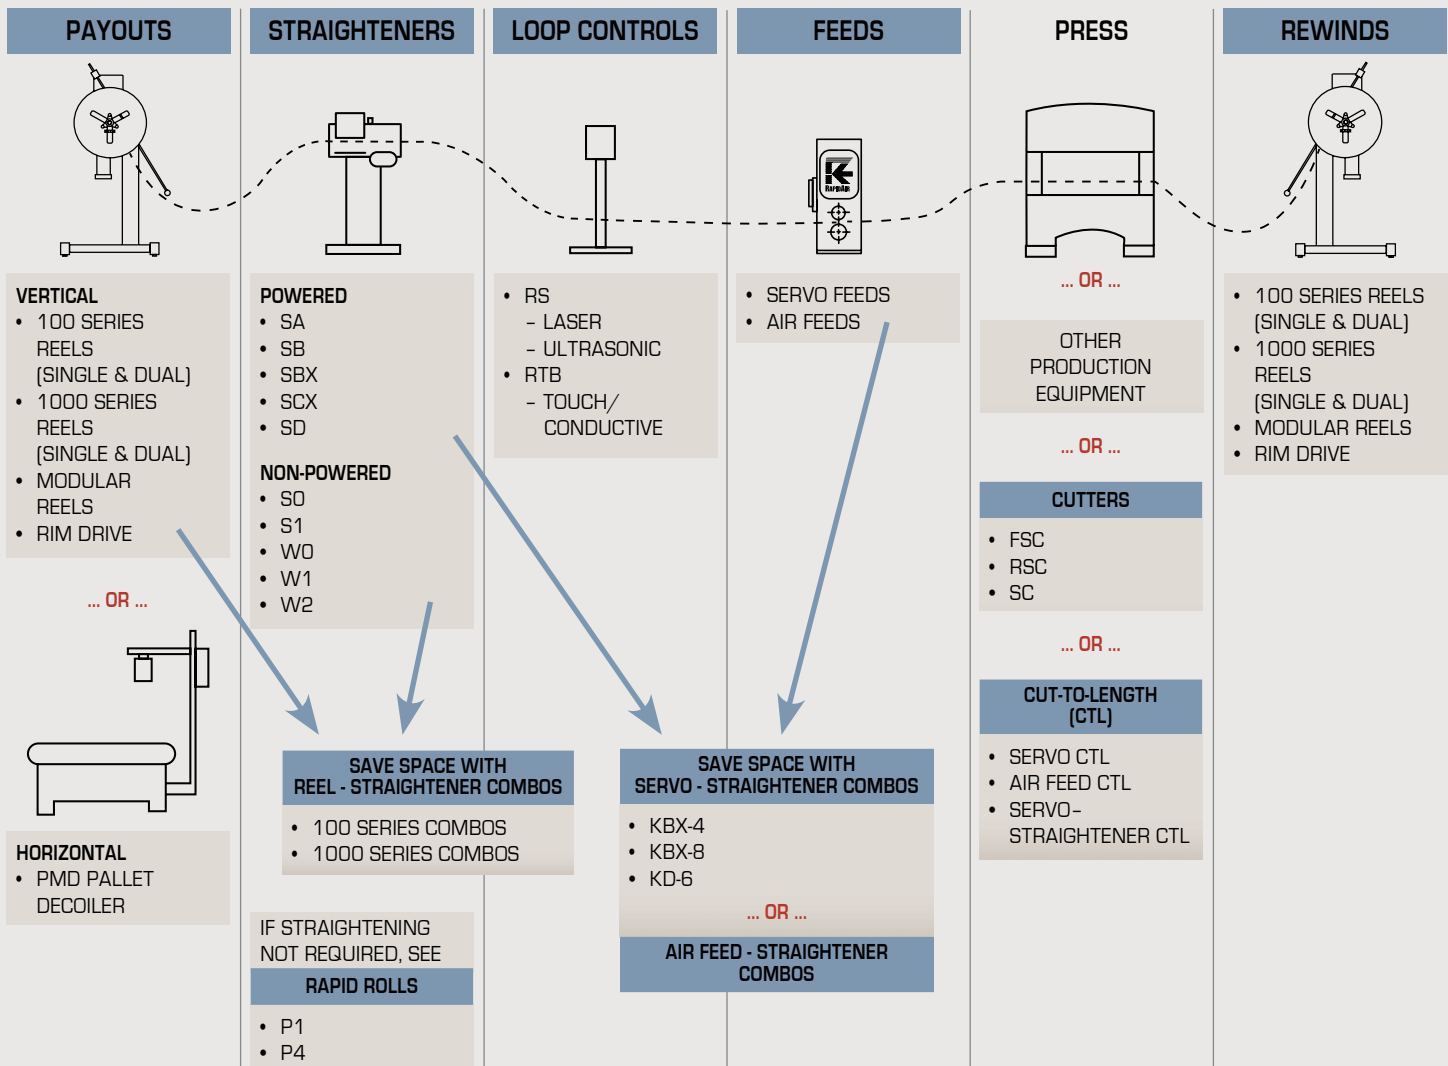 PAYOUTS
STRAIGHTENERS
LOOP CONTROLS
FEEDS
PRESS
REWINDS
RAPIDAIR
VERTICAL
• 100 SERIES
REELS
(SINGLE & DUAL)
• 1000 SERIES
REELS
(SINGLE & DUAL)
• MODULAR
REELS
• RIM DRIVE
... OR ...
HORIZONTAL
• PMD PALLET
DECOILER
POWERED
• SA
• SB
• SBX
• SCX
• SD
NON-POWERED
• S0
• S1
• W0
• W1
• W2
SAVE SPACE WITH
REEL - STRAIGHTENER COMBOS
• 100 SERIES COMBOS
• 1000 SERIES COMBOS
IF STRAIGHTENING
NOT REQUIRED, SEE
RAPID ROLLS
• P1
• P4
• RS
– LASER
– ULTRASONIC
• RTB
– TOUCH/
CONDUCTIVE
• SERVO FEEDS
• AIR FEEDS
SAVE SPACE WITH
SERVO - STRAIGHTENER COMBOS
• KBX-4
• KBX-8
• KD-6
... OR ...
AIR FEED - STRAIGHTENER
COMBOS
... OR ...
OTHER
PRODUCTION
EQUIPMENT
... OR ...
CUTTERS
• FSC
• RSC
• SC
... OR ...
CUT-TO-LENGTH
(CTL)
• SERVO CTL
• AIR FEED CTL
• SERVO–
STRAIGHTENER CTL
• 100 SERIES REELS
(SINGLE & DUAL)
• 1000 SERIES
REELS
(SINGLE & DUAL)
• MODULAR REELS
• RIM DRIVE